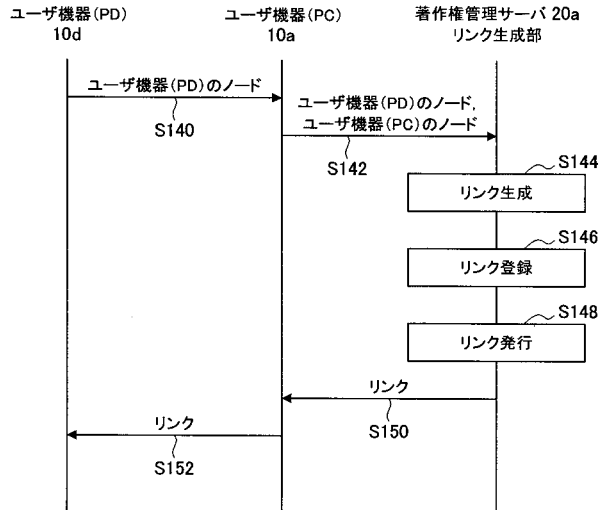 ユーザ機器(PD)
10d
ユーザ機器(PC)
10a
著作権管理サーバ 20a
リンク生成部
ユーザ機器(PD)のノード
S140
ユーザ機器(PD)のノード,
ユーザ機器(PC)のノード
S142
S144
リンク生成
S146
リンク登録
S148
リンク発行
リンク
S150
リンク
S152